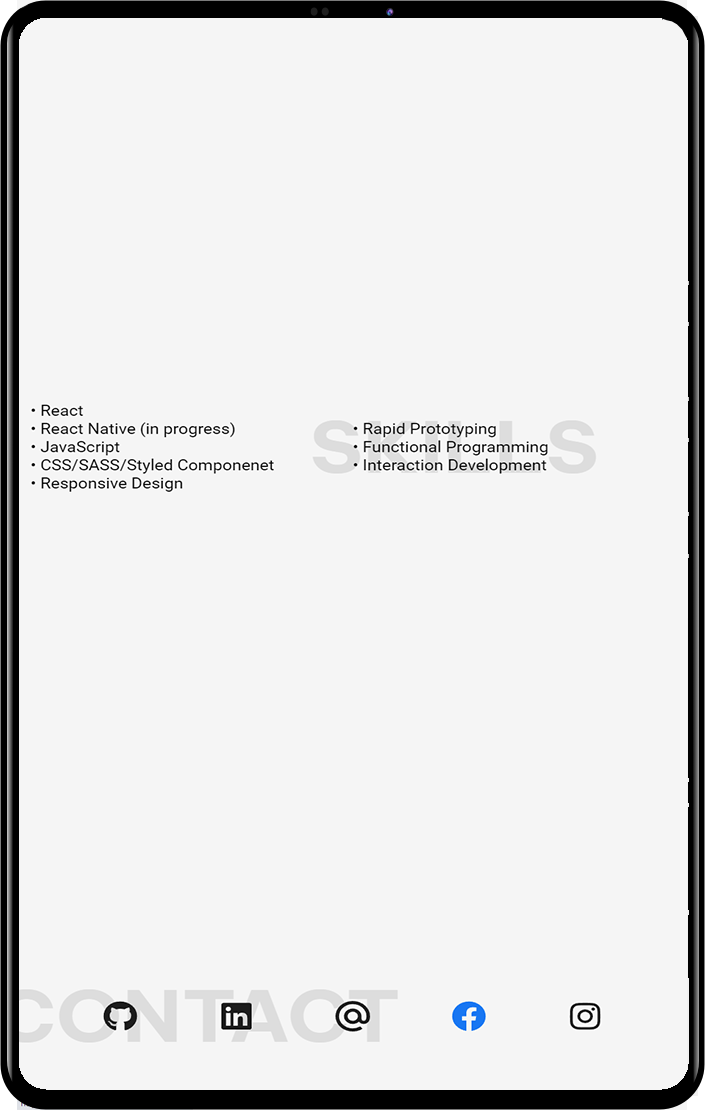 SKILLS
• React
• React Native (in progress)
• JavaScript
• CSS/SASS/Styled Componenet
• Responsive Design
• Rapid Prototyping
• Functional Programming
• Interaction Development
CONTACT
in
@
f